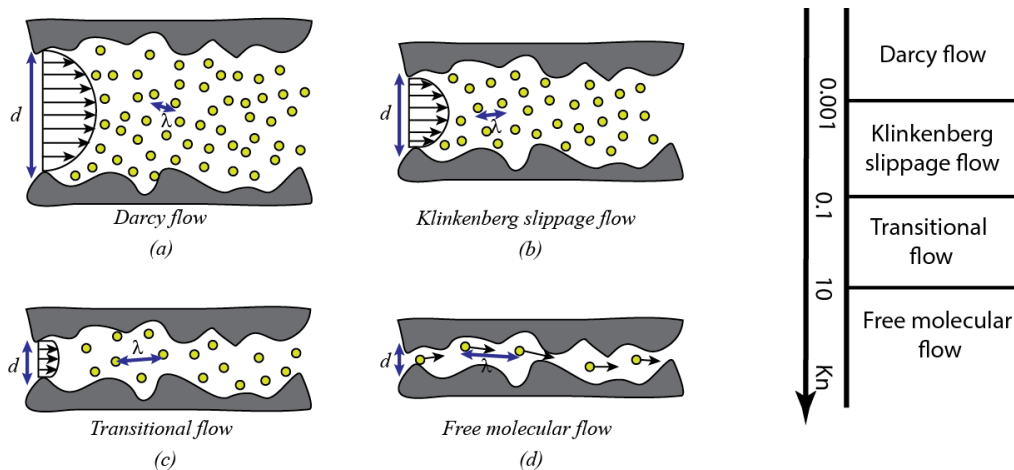 d
λ
Darcy flow
(a)
d
λ
Klinkenberg slippage flow
(b)
d
λ
Transitional flow
(c)
d
λ
Free molecular flow
(d)
Darcy flow
0.001
Klinkenberg
slippage flow
0.1
Transitional
flow
10
Free molecular
flow
Kn